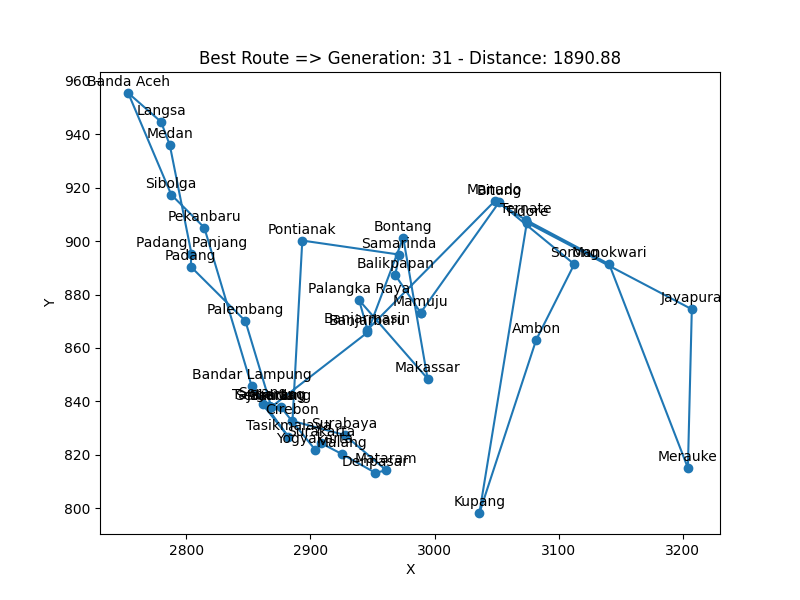 Best Route => Generation: 31 - Distance: 1890.88
960
Banda Aceh
Langsa
940
Medan
Sibolga
920
Manado
Bitung
Ternate
Tidore
Pekanbaru
Pontianak
Bontang
900
Padang Panjang
Samarinda
Padang
Sorong
Manokwari
Balikpapan
880
Palangka Raya
Jayapura
Palembang
Mamuju
Banjarmasin
Banjarbaru
Y
Ambon
860
Makassar
Bandar Lampung
840
Cirebon
Tasikmalaya
Surabaya
Surakarta
Yogyakarta
Malang
820
Mataram
Denpasar
Merauke
800
Kupang
2800
2900
3000
3100
3200
X